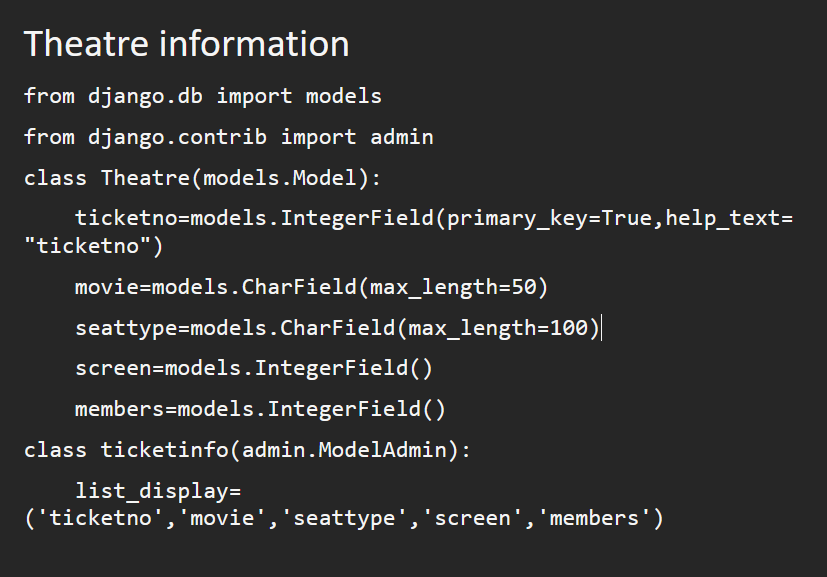 Theatre information
from django.db import models
from django.contrib import admin
class Theatre(models.Model):
    ticketno=models.IntegerField(primary_key=True,help_text=
"ticketno")
    movie=models.CharField(max_length=50)
    seattype=models.CharField(max_length=100)
    screen=models.IntegerField()
    members=models.IntegerField()
class ticketinfo(admin.ModelAdmin):
    list_display=
('ticketno','movie','seattype','screen','members')